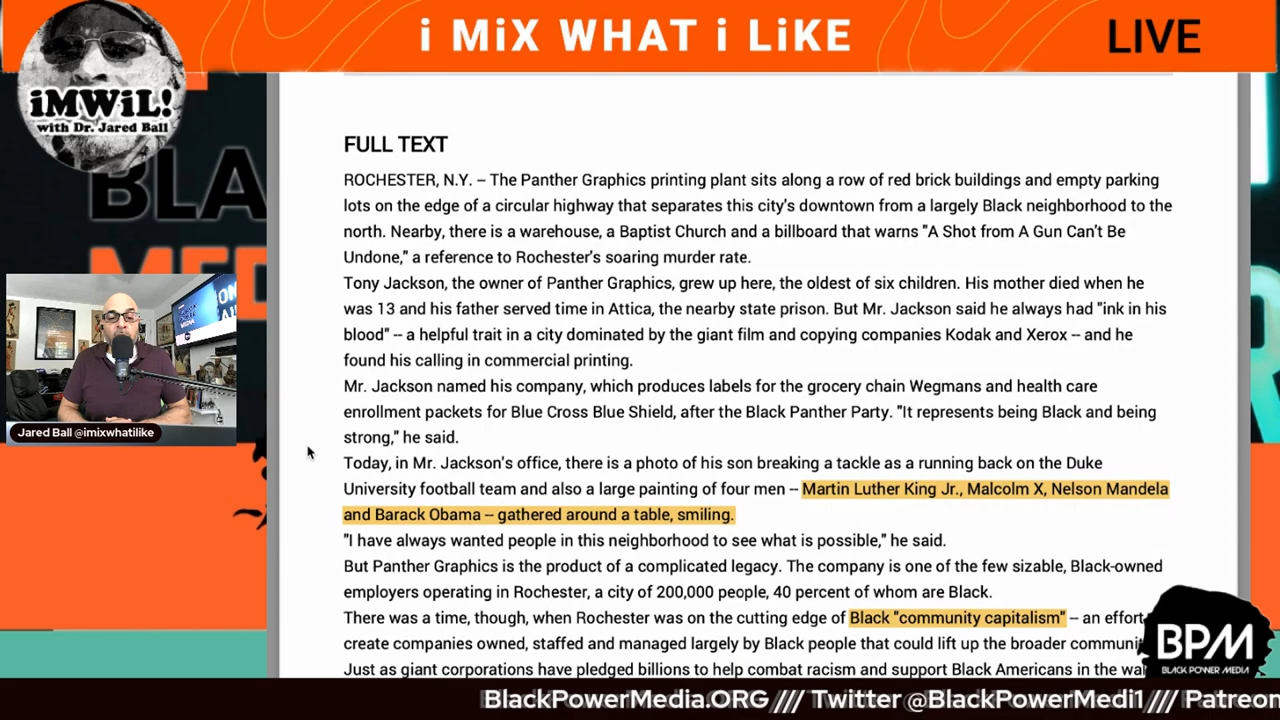 i MiX WHAT i LiKE
LIVE
iMWiL!
with Dr. Jared Ball
BLA
Jared Ball @imixwhatilike
FULL TEXT
ROCHESTER, N.Y. -- The Panther Graphics printing plant sits along a row of red brick buildings and empty parking
lots on the edge of a circular highway that separates this city's downtown from a largely Black neighborhood to the
north. Nearby, there is a warehouse, a Baptist Church and a billboard that warns "A Shot from A Gun Can't Be
Undone," a reference to Rochester's soaring murder rate.
Tony Jackson, the owner of Panther Graphics, grew up here, the oldest of six children. His mother died when he
was 13 and his father served time in Attica, the nearby state prison. But Mr. Jackson said he always had "ink in his
blood" -- a helpful trait in a city dominated by the giant film and copying companies Kodak and Xerox -- and he
found his calling in commercial printing.
Mr. Jackson named his company, which produces labels for the grocery chain Wegmans and health care
enrollment packets for Blue Cross Blue Shield, after the Black Panther Party. "It represents being Black and being
strong," he said.
Today, in Mr. Jackson's office, there is a photo of his son breaking a tackle as a running back on the Duke
University football team and also a large painting of four men -- Martin Luther King Jr., Malcolm X, Nelson Mandela
and Barack Obama -- gathered around a table, smiling.
"I have always wanted people in this neighborhood to see what is possible," he said.
But Panther Graphics is the product of a complicated legacy. The company is one of the few sizable, Black-owned
employers operating in Rochester, a city of 200,000 people, 40 percent of whom are Black.
There was a time, though, when Rochester was on the cutting edge of Black "community capitalism" -- an effort
create companies owned, staffed and managed largely by Black people that could lift up the broader communi
Just as giant corporations have pledged billions to help combat racism and support Black Americans in the wa
BPM
BLACK POWER MEDIA
BlackPowerMedia.ORG /// Twitter @BlackPowerMedi1 /// Patreon